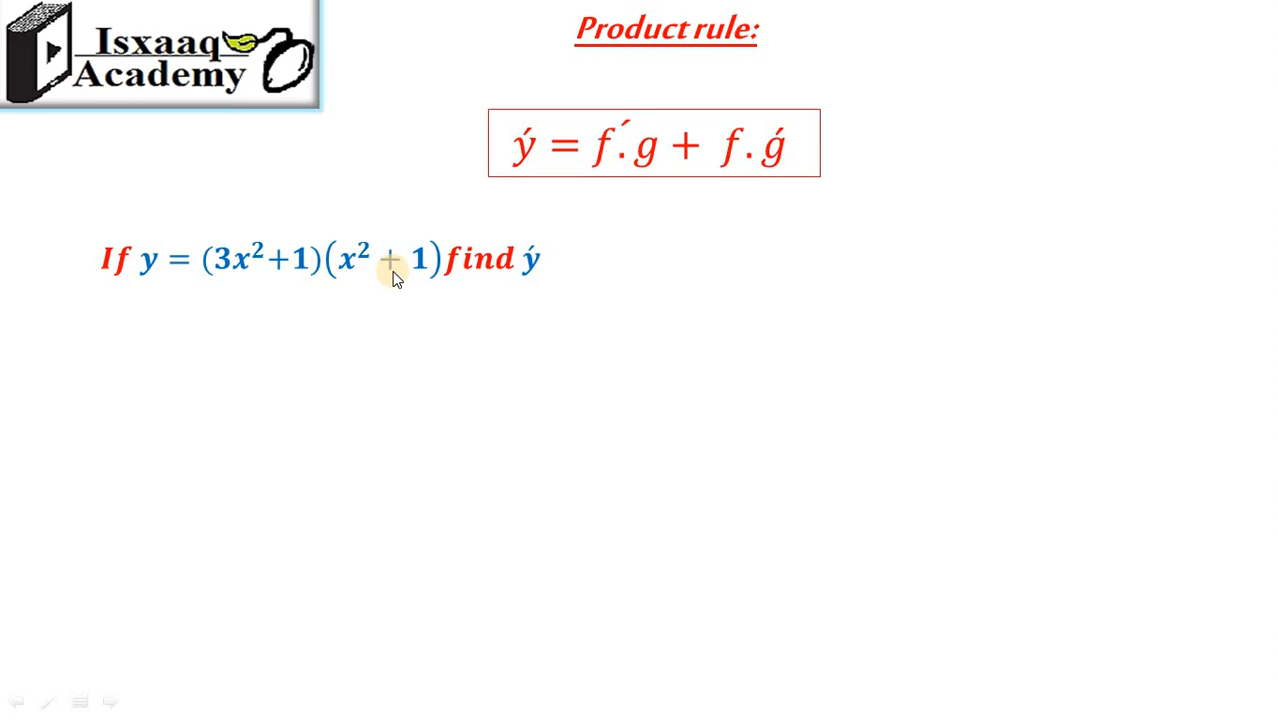 Isxaaq
Academy
Product rule:
ý = f́.g + f.ǵ
If y = (3x²+1)(x² + 1)find ý